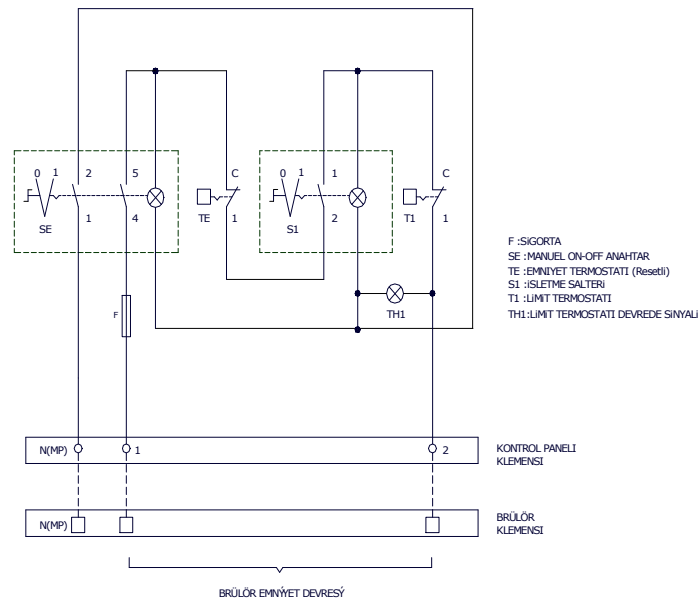 0 1 2 5 C 0 1 1 C
SE 1 4 TE 1 S1 2 T1 1
F
TH1
F :SiGORTA
SE :MANUEL ON-OFF ANAHTAR
TE :EMNIYET TERMOSTATI (Resetli)
S1 :iSLETME SALTERi
T1 :LiMiT TERMOSTATI
TH1:LiMiT TERMOSTATI DEVREDE SiNYALi
N(MP) 1 2
KONTROL PANELi
KLEMENSI
N(MP)
BRÜLÖR
KLEMENSI
BRÜLÖR EMNÝYET DEVRESÝ